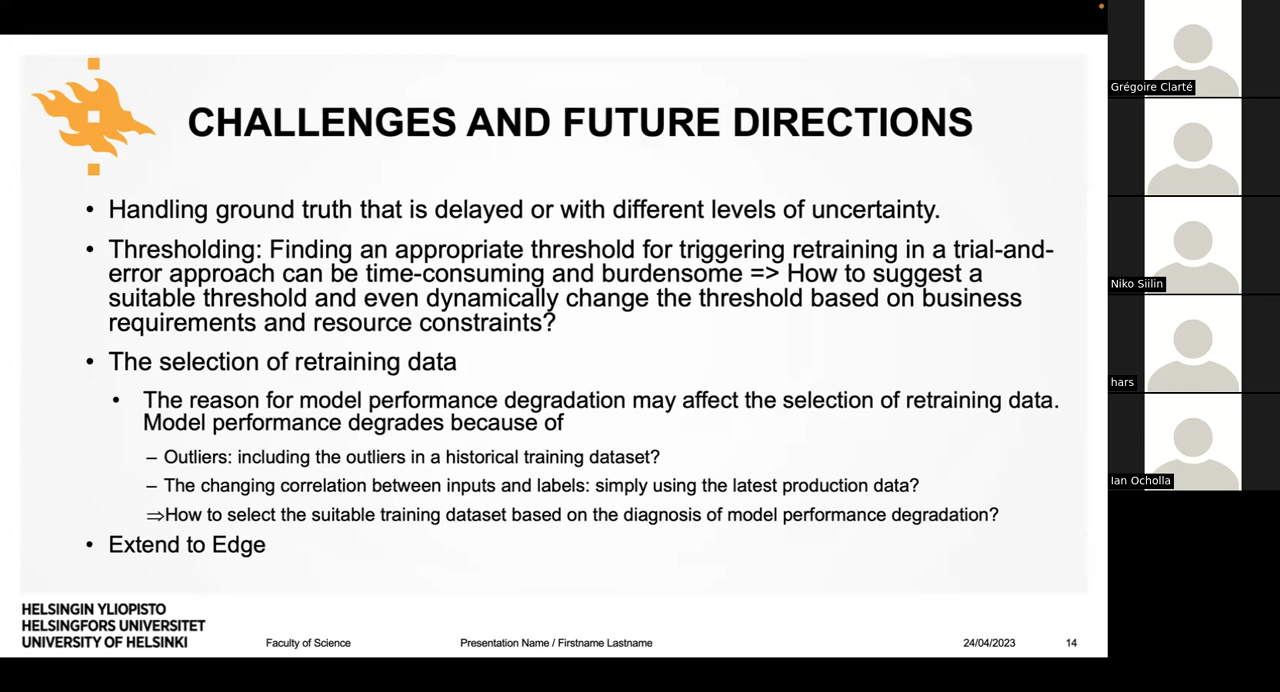 CHALLENGES AND FUTURE DIRECTIONS
• Handling ground truth that is delayed or with different levels of uncertainty.
• Thresholding: Finding an appropriate threshold for triggering retraining in a trial-and-
error approach can be time-consuming and burdensome => How to suggest a
suitable threshold and even dynamically change the threshold based on business
requirements and resource constraints?
• The selection of retraining data
• The reason for model performance degradation may affect the selection of retraining data.
Model performance degrades because of
– Outliers: including the outliers in a historical training dataset?
– The changing correlation between inputs and labels: simply using the latest production data?
⇒How to select the suitable training dataset based on the diagnosis of model performance degradation?
• Extend to Edge
HELSINGIN YLIOPISTO
HELSINGFORS UNIVERSITET
UNIVERSITY OF HELSINKI
Faculty of Science
Presentation Name / Firstname Lastname
24/04/2023
14
Grégoire Clarté
Niko Siilin
hars
Ian Ocholla